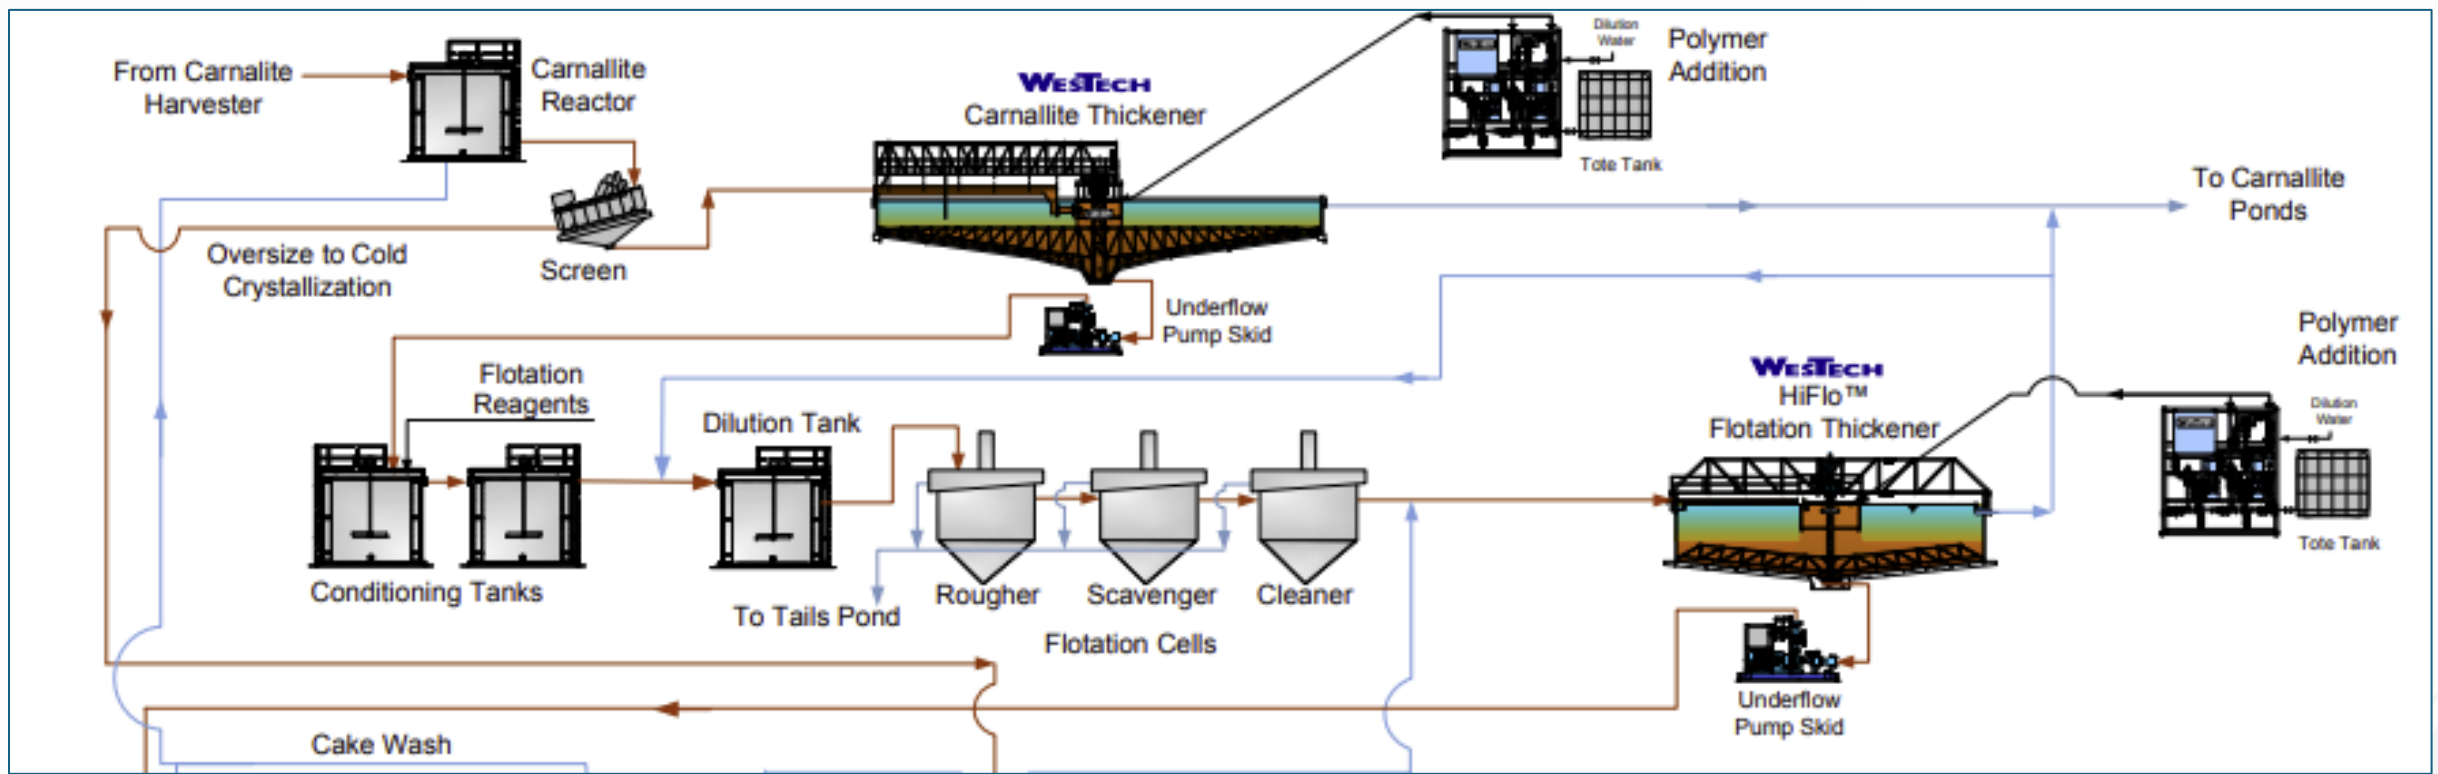 From Carnalite
Harvester
Carnallite
Reactor
WESTECH
Carnallite Thickener
Dilution
Water
Polymer
Addition
Tote Tank
To Carnallite
Ponds
Oversize to Cold
Crystallization
Screen
Underflow
Pump Skid
Polymer
Addition
Flotation
Reagents
Dilution Tank
WESTECH
HiFlo™
Flotation Thickener
Dilution
Water
Tote Tank
Conditioning Tanks
To Tails Pond
Rougher
Scavenger
Cleaner
Flotation Cells
Underflow
Pump Skid
Cake Wash